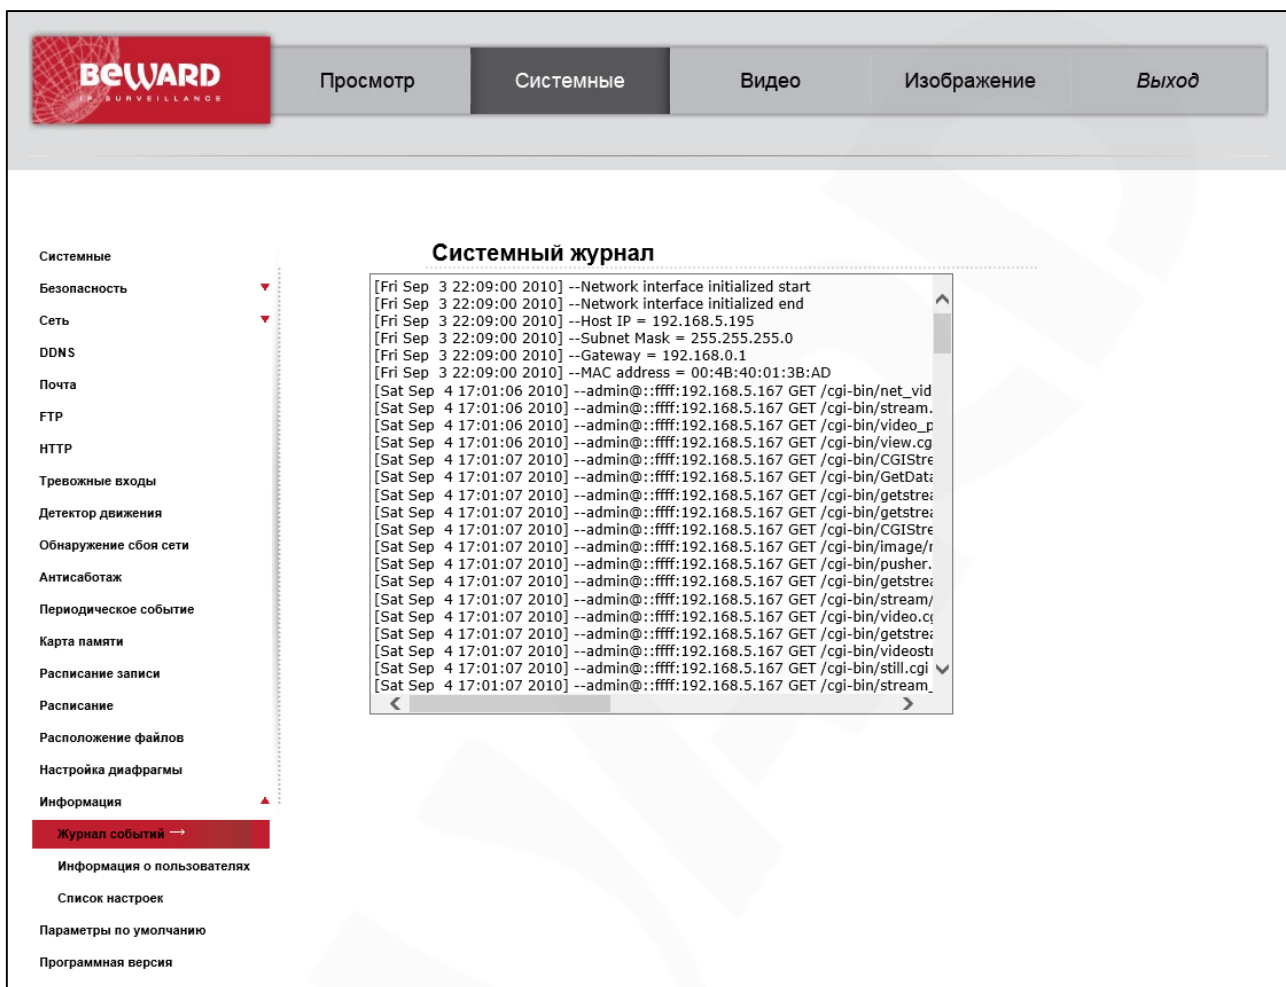 BEWARD
IP SURVEILLANCE
Просмотр
Системные
Видео
Изображение
Выход
Системные
Безопасность
Сеть
DDNS
Почта
FTP
HTTP
Тревожные входы
Детектор движения
Обнаружение сбоя сети
Антисаботаж
Периодическое событие
Карта памяти
Расписание записи
Расписание
Расположение файлов
Настройка диафрагмы
Информация
Журнал событий →
Информация о пользователях
Список настроек
Параметры по умолчанию
Программная версия
Системный журнал
[Fri Sep  3 22:09:00 2010] --Network interface initialized start
[Fri Sep  3 22:09:00 2010] --Network interface initialized end
[Fri Sep  3 22:09:00 2010] --Host IP = 192.168.5.195
[Fri Sep  3 22:09:00 2010] --Subnet Mask = 255.255.255.0
[Fri Sep  3 22:09:00 2010] --Gateway = 192.168.0.1
[Fri Sep  3 22:09:00 2010] --MAC address = 00:4B:40:01:3B:AD
[Sat Sep  4 17:01:06 2010] --admin@::ffff:192.168.5.167 GET /cgi-bin/net_vid
[Sat Sep  4 17:01:06 2010] --admin@::ffff:192.168.5.167 GET /cgi-bin/stream.
[Sat Sep  4 17:01:06 2010] --admin@::ffff:192.168.5.167 GET /cgi-bin/video_p
[Sat Sep  4 17:01:06 2010] --admin@::ffff:192.168.5.167 GET /cgi-bin/view.cg
[Sat Sep  4 17:01:07 2010] --admin@::ffff:192.168.5.167 GET /cgi-bin/CGIStre
[Sat Sep  4 17:01:07 2010] --admin@::ffff:192.168.5.167 GET /cgi-bin/GetData
[Sat Sep  4 17:01:07 2010] --admin@::ffff:192.168.5.167 GET /cgi-bin/getstrea
[Sat Sep  4 17:01:07 2010] --admin@::ffff:192.168.5.167 GET /cgi-bin/getstrea
[Sat Sep  4 17:01:07 2010] --admin@::ffff:192.168.5.167 GET /cgi-bin/CGIStre
[Sat Sep  4 17:01:07 2010] --admin@::ffff:192.168.5.167 GET /cgi-bin/image/r
[Sat Sep  4 17:01:07 2010] --admin@::ffff:192.168.5.167 GET /cgi-bin/pusher.
[Sat Sep  4 17:01:07 2010] --admin@::ffff:192.168.5.167 GET /cgi-bin/getstrea
[Sat Sep  4 17:01:07 2010] --admin@::ffff:192.168.5.167 GET /cgi-bin/stream/
[Sat Sep  4 17:01:07 2010] --admin@::ffff:192.168.5.167 GET /cgi-bin/video.cg
[Sat Sep  4 17:01:07 2010] --admin@::ffff:192.168.5.167 GET /cgi-bin/getstrea
[Sat Sep  4 17:01:07 2010] --admin@::ffff:192.168.5.167 GET /cgi-bin/videostr
[Sat Sep  4 17:01:07 2010] --admin@::ffff:192.168.5.167 GET /cgi-bin/still.cgi
[Sat Sep  4 17:01:07 2010] --admin@::ffff:192.168.5.167 GET /cgi-bin/stream_